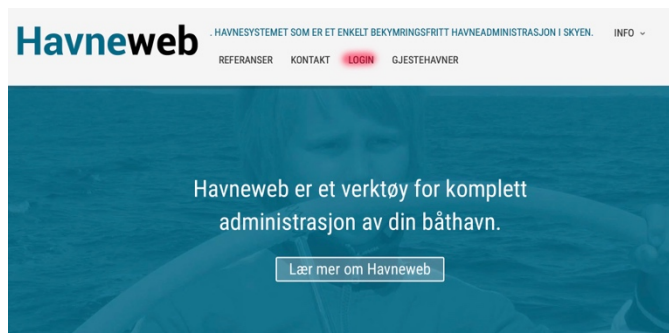 Havneweb
. HAVNESYSTEMET SOM ER ET ENKELT BEKYMRINGSFRITT HAVNEADMINISTRASJON I SKYEN. INFO
REFERANSER KONTAKT LOGIN GJESTEHAVNER
Havneweb er et verktøy for komplett
administrasjon av din båthavn.
Lær mer om Havneweb